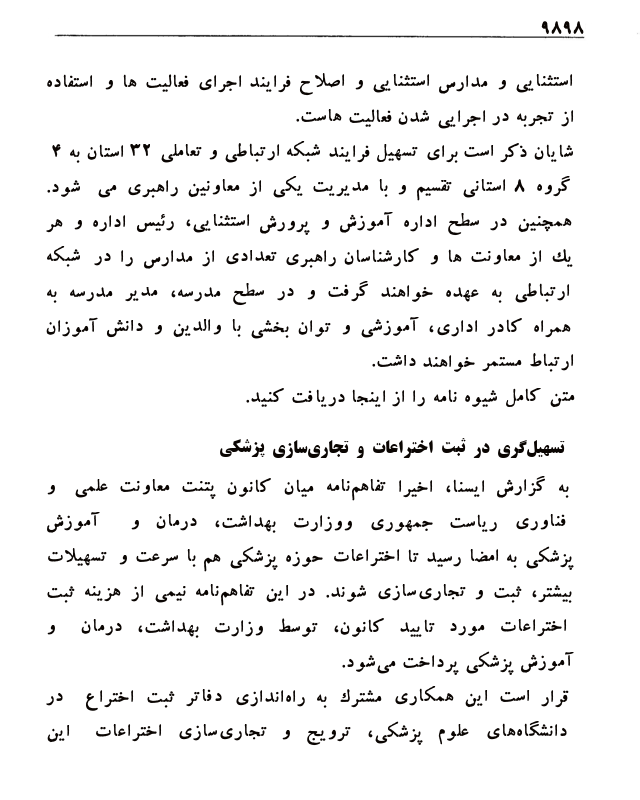 ۹۸۹۸
استثنایی و مدارس استثنایی و اصلاح فرایند اجرای فعالیت ها و استفاده
از تجربه در اجرایی شدن فعالیت هاست.
شایان ذکر است برای تسهیل فرایند شبکه ارتباطی و تعاملی ۳۲ استان به ۴
گروه ۸ استانی تقسیم و با مدیریت یکی از معاونین راهبری می شود.
همچنین در سطح اداره آموزش و پرورش استثنایی، رئیس اداره و هر
یك از معاونت ها و کارشناسان راهبری تعدادی از مدارس را در شبکه
ارتباطی به عهده خواهند گرفت و در سطح مدرسه، مدیر مدرسه به
همراه کادر اداری، آموزشی و توان بخشی با والدین و دانش آموزان
ارتباط مستمر خواهند داشت.
متن کامل شیوه نامه را از اینجا دریافت کنید.
تسهیل‌گری در ثبت اختراعات و تجاری‌سازی پزشکی
به گزارش ایسنا، اخیرا تفاهم‌نامه میان کانون پتنت معاونت علمی و
فناوری ریاست جمهوری ووزارت بهداشت، درمان و آموزش
پزشکی به امضا رسید تا اختراعات حوزه پزشکی هم با سرعت و تسهیلات
بیشتر، ثبت و تجاری‌سازی شوند. در این تفاهم‌نامه نیمی از هزینه ثبت
اختراعات مورد تایید کانون، توسط وزارت بهداشت، درمان و
آموزش پزشکی پرداخت می‌شود.
قرار است این همکاری مشترك به راه‌اندازی دفاتر ثبت اختراع در
دانشگاه‌های علوم پزشکی، ترویج و تجاری‌سازی اختراعات این